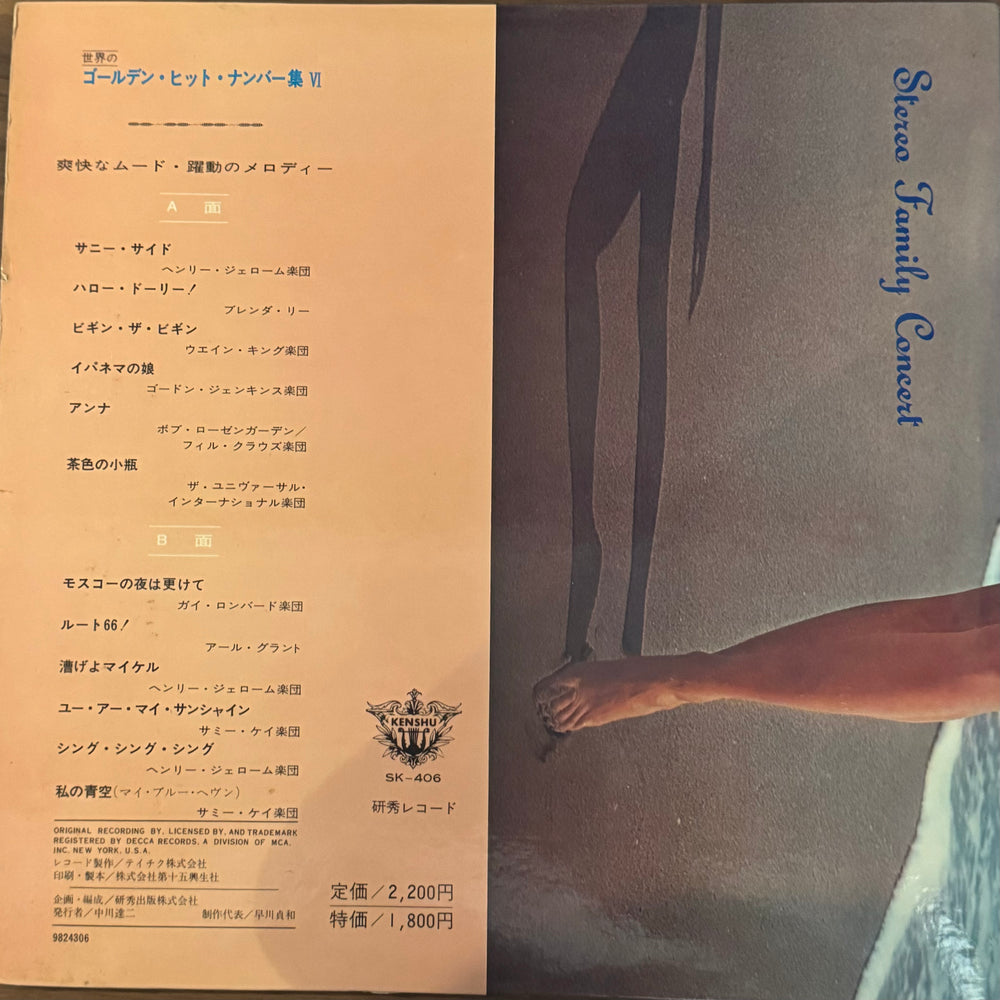 世界の
ゴールデン・ヒット・ナンバー集 VI
爽快なムード・躍動のメロディー
A 面
サニー・サイド
ヘンリー・ジェローム楽団
ハロー・ドーリー!
ブレンダ・リー
ビギン・ザ・ビギン
ウエイン・キング楽団
イパネマの娘
ゴードン・ジェンキンス楽団
アンナ
ボブ・ローゼンガーデン/
フィル・クラウズ楽団
茶色の小瓶
ザ・ユニヴァーサル・
インターナショナル楽団
B 面
モスコーの夜は更けて
ガイ・ロンバード楽団
ルート66!
アール・グラント
漕げよマイケル
ヘンリー・ジェローム楽団
ユー・アー・マイ・サンシャイン
サミー・ケイ楽団
シング・シング・シング
ヘンリー・ジェローム楽団
私の青空(マイ・ブルー・ヘヴン)
サミー・ケイ楽団
ORIGINAL RECORDING BY, LICENSED BY, AND TRADEMARK
REGISTERED BY DECCA RECORDS, A DIVISION OF MCA,
INC, NEW YORK, U.S.A.
レコード製作/テイチク株式会社
印刷・製本/株式会社第十五興生社
企画・編成/研秀出版株式会社
発行者/中川達二 制作代表/早川貞和
9824306
KENSHU
SK-406
研秀レコード
定価/2,200円
特価/1,800円
Stereo Family Concert